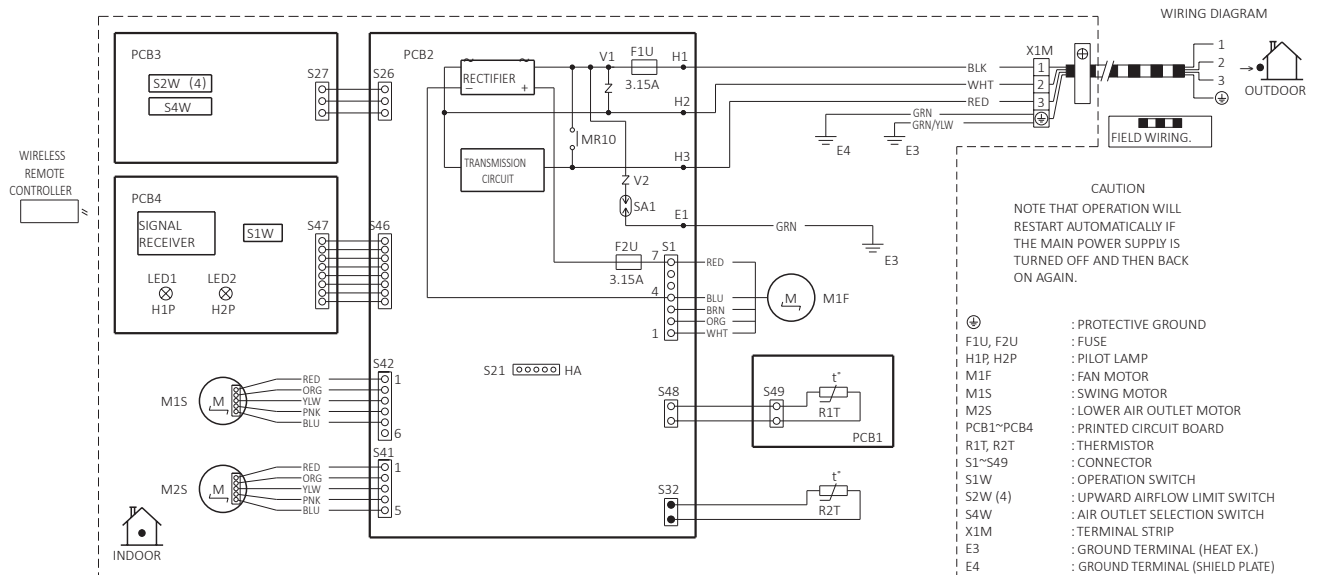 WIRING DIAGRAM
PCB3
S2W (4)
S4W
S27
S26
PCB2
RECTIFIER
−
+
V1
F1U
3.15A
H1
H2
H3
MR10
TRANSMISSION
CIRCUIT
V2
SA1
E1
BLK
WHT
RED
GRN
GRN/YLW
E4
E3
X1M
1
2
3
1
2
3
OUTDOOR
FIELD WIRING.
WIRELESS
REMOTE
CONTROLLER
PCB4
SIGNAL
RECEIVER
S1W
LED1
H1P
LED2
H2P
S47
S46
GRN
E3
F2U
3.15A
S1
7
4
1
RED
BLU
BRN
ORG
WHT
M
M1F
CAUTION
NOTE THAT OPERATION WILL
RESTART AUTOMATICALLY IF
THE MAIN POWER SUPPLY IS
TURNED OFF AND THEN BACK
ON AGAIN.
M1S
M
RED
ORG
YLW
PNK
BLU
S42
1
6
S21
HA
S48
S49
t°
R1T
PCB1
M2S
M
RED
ORG
YLW
PNK
BLU
S41
1
5
S32
t°
R2T
INDOOR
: PROTECTIVE GROUND
F1U, F2U : FUSE
H1P, H2P : PILOT LAMP
M1F : FAN MOTOR
M1S : SWING MOTOR
M2S : LOWER AIR OUTLET MOTOR
PCB1~PCB4 : PRINTED CIRCUIT BOARD
R1T, R2T : THERMISTOR
S1~S49 : CONNECTOR
S1W : OPERATION SWITCH
S2W (4) : UPWARD AIRFLOW LIMIT SWITCH
S4W : AIR OUTLET SELECTION SWITCH
X1M : TERMINAL STRIP
E3 : GROUND TERMINAL (HEAT EX.)
E4 : GROUND TERMINAL (SHIELD PLATE)